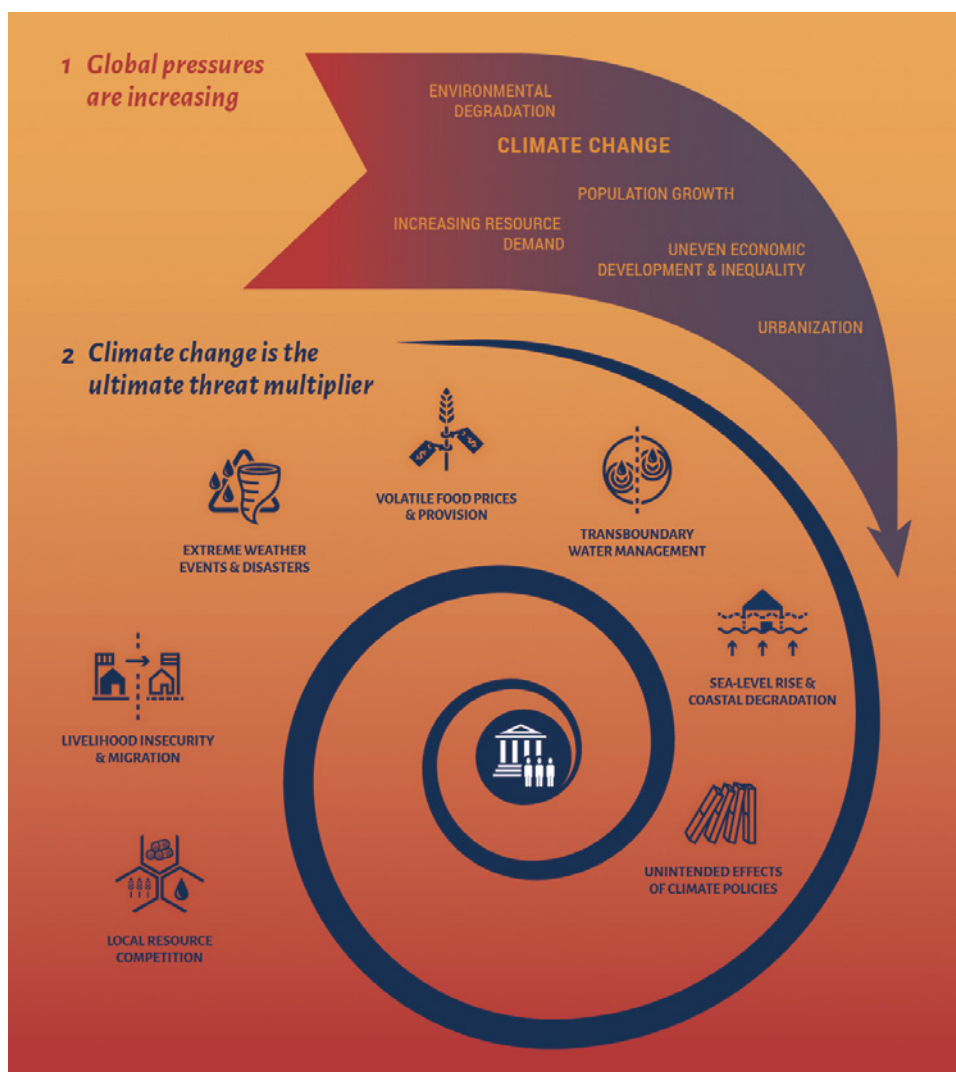 1 Global pressures
are increasing
ENVIRONMENTAL
DEGRADATION
CLIMATE CHANGE
POPULATION GROWTH
INCREASING RESOURCE
DEMAND
UNEVEN ECONOMIC
DEVELOPMENT & INEQUALITY
URBANIZATION
2 Climate change is the
ultimate threat multiplier
VOLATILE FOOD PRICES
& PROVISION
TRANSBOUNDARY
WATER MANAGEMENT
EXTREME WEATHER
EVENTS & DISASTERS
SEA-LEVEL RISE &
COASTAL DEGRADATION
LIVELIHOOD INSECURITY
& MIGRATION
UNINTENDED EFFECTS
OF CLIMATE POLICIES
LOCAL RESOURCE
COMPETITION